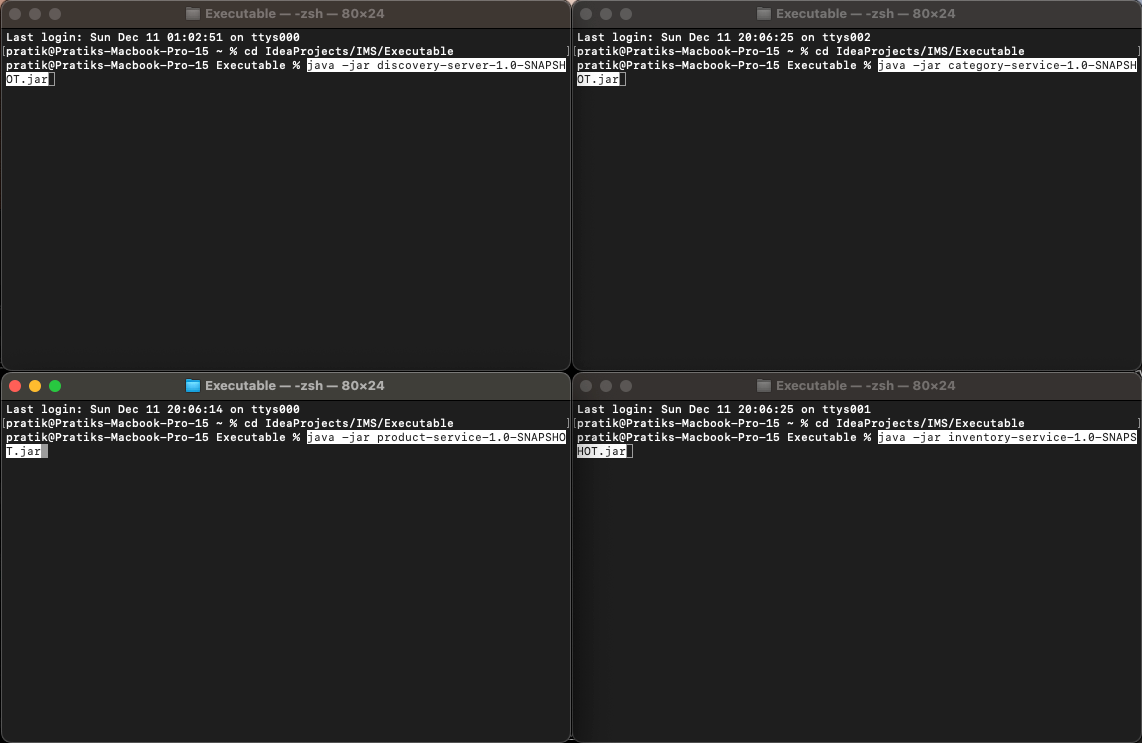 Executable — -zsh — 80×24
Last login: Sun Dec 11 01:02:51 on ttys000
[pratik@Pratiks-Macbook-Pro-15 ~ % cd IdeaProjects/IMS/Executable ]
pratik@Pratiks-Macbook-Pro-15 Executable % java -jar discovery-server-1.0-SNAPSH
OT.jar
Executable — -zsh — 80×24
Last login: Sun Dec 11 20:06:25 on ttys002
[pratik@Pratiks-Macbook-Pro-15 ~ % cd IdeaProjects/IMS/Executable ]
pratik@Pratiks-Macbook-Pro-15 Executable % java -jar category-service-1.0-SNAPSH
OT.jar
Executable — -zsh — 80×24
Last login: Sun Dec 11 20:06:14 on ttys000
[pratik@Pratiks-Macbook-Pro-15 ~ % cd IdeaProjects/IMS/Executable ]
pratik@Pratiks-Macbook-Pro-15 Executable % java -jar product-service-1.0-SNAPSHO
T.jar
Executable — -zsh — 80×24
Last login: Sun Dec 11 20:06:25 on ttys001
[pratik@Pratiks-Macbook-Pro-15 ~ % cd IdeaProjects/IMS/Executable ]
pratik@Pratiks-Macbook-Pro-15 Executable % java -jar inventory-service-1.0-SNAPS
HOT.jar